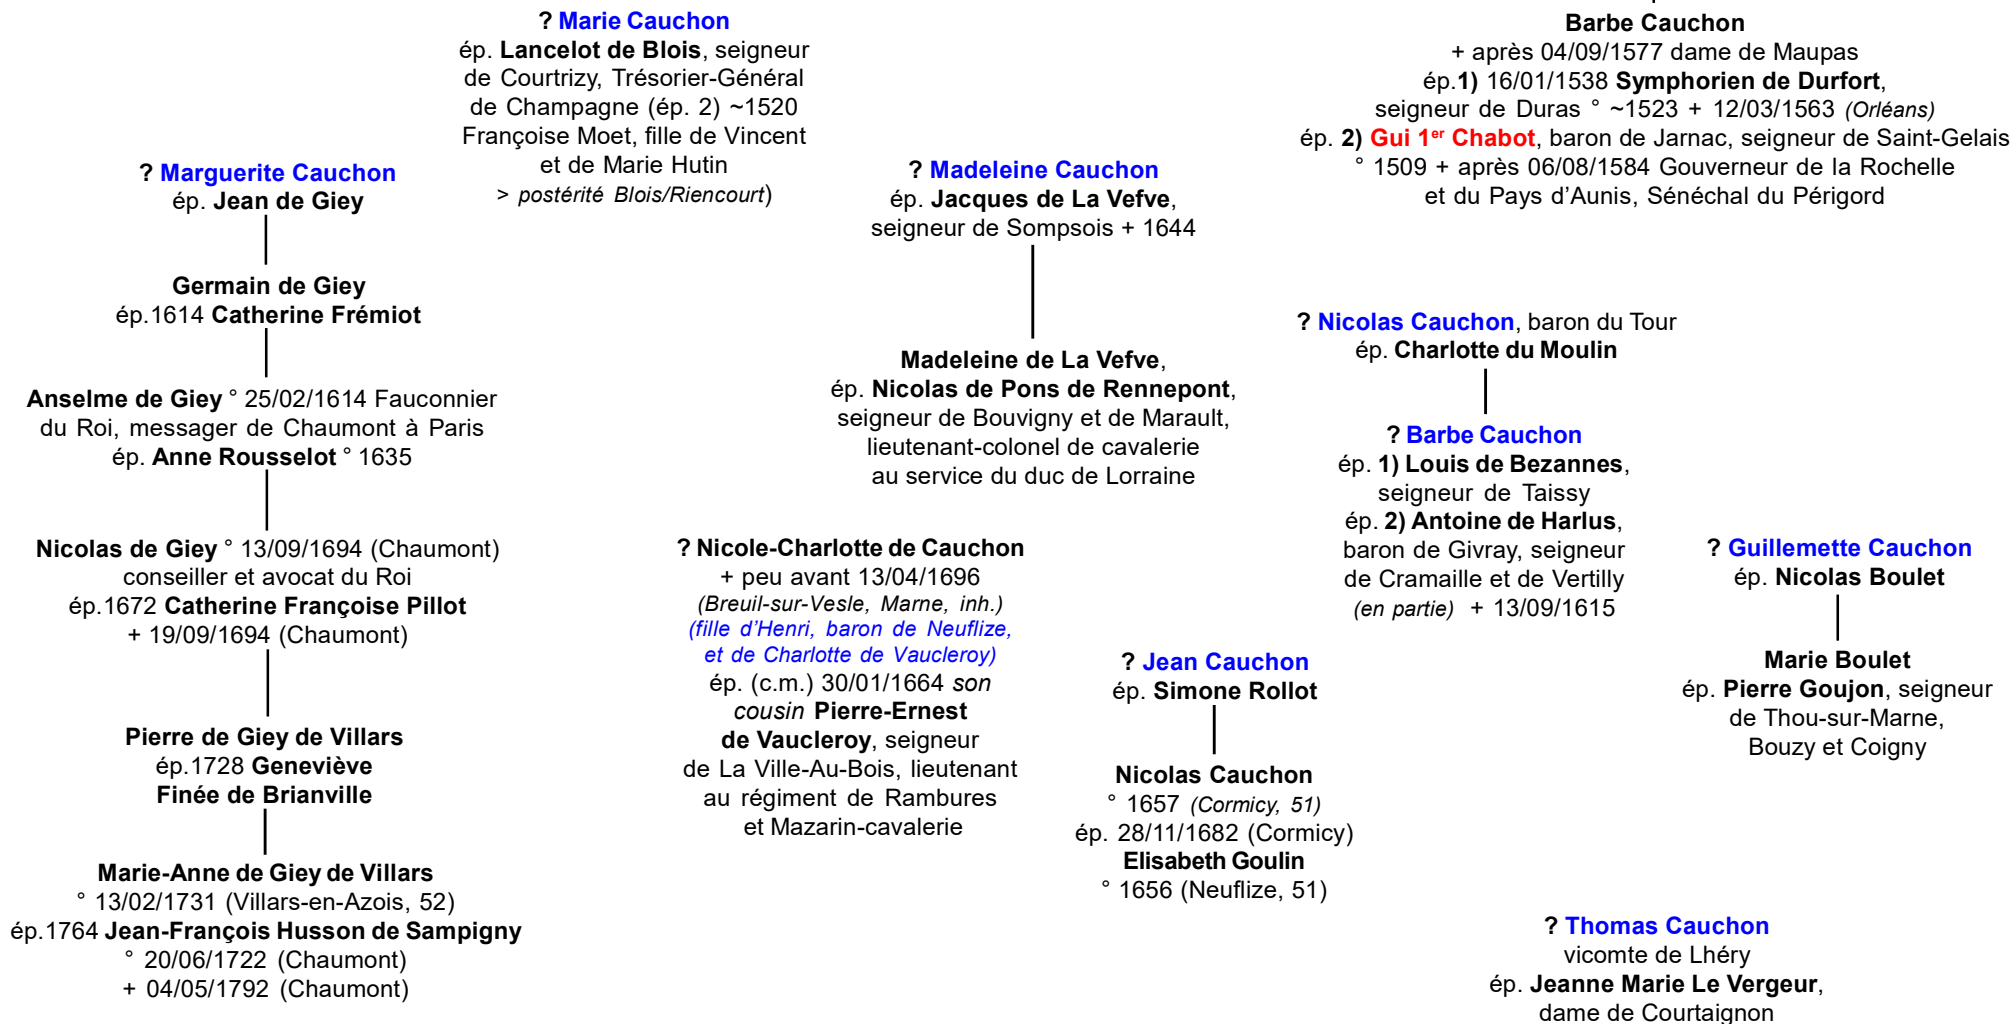 ? Marie Cauchon
ép. Lancelot de Blois, seigneur
de Courtrizy, Trésorier-Général
de Champagne (ép. 2) ~1520
Françoise Moet, fille de Vincent
et de Marie Hutin
> postérité Blois/Riencourt)
Barbe Cauchon
+ après 04/09/1577 dame de Maupas
ép.1) 16/01/1538 Symphorien de Durfort,
seigneur de Duras ° ~1523 + 12/03/1563 (Orléans)
ép. 2) Gui 1er Chabot, baron de Jarnac, seigneur de Saint-Gelais
° 1509 + après 06/08/1584 Gouverneur de la Rochelle
et du Pays d'Aunis, Sénéchal du Périgord
? Marguerite Cauchon
ép. Jean de Giey
Germain de Giey
ép.1614 Catherine Frémiot
Anselme de Giey ° 25/02/1614 Fauconnier
du Roi, messager de Chaumont à Paris
ép. Anne Rousselot ° 1635
Nicolas de Giey ° 13/09/1694 (Chaumont)
conseiller et avocat du Roi
ép.1672 Catherine Françoise Pillot
+ 19/09/1694 (Chaumont)
Pierre de Giey de Villars
ép.1728 Geneviève
Finée de Brianville
Marie-Anne de Giey de Villars
° 13/02/1731 (Villars-en-Azois, 52)
ép.1764 Jean-François Husson de Sampigny
° 20/06/1722 (Chaumont)
+ 04/05/1792 (Chaumont)
? Madeleine Cauchon
ép. Jacques de La Vefve,
seigneur de Sompsois + 1644
Madeleine de La Vefve,
ép. Nicolas de Pons de Rennepont,
seigneur de Bouvigny et de Marault,
lieutenant-colonel de cavalerie
au service du duc de Lorraine
? Nicole-Charlotte de Cauchon
+ peu avant 13/04/1696
(Breuil-sur-Vesle, Marne, inh.)
(fille d'Henri, baron de Neuflize,
et de Charlotte de Vaucleroy)
ép. (c.m.) 30/01/1664 son
cousin Pierre-Ernest
de Vaucleroy, seigneur
de La Ville-Au-Bois, lieutenant
au régiment de Rambures
et Mazarin-cavalerie
? Jean Cauchon
ép. Simone Rollot
Nicolas Cauchon
° 1657 (Cormicy, 51)
ép. 28/11/1682 (Cormicy)
Elisabeth Goulin
° 1656 (Neuflize, 51)
? Nicolas Cauchon, baron du Tour
ép. Charlotte du Moulin
? Barbe Cauchon
ép. 1) Louis de Bezannes,
seigneur de Taissy
ép. 2) Antoine de Harlus,
baron de Givray, seigneur
de Cramaille et de Vertilly
(en partie) + 13/09/1615
? Guillemette Cauchon
ép. Nicolas Boulet
Marie Boulet
ép. Pierre Goujon, seigneur
de Thou-sur-Marne,
Bouzy et Coigny
? Thomas Cauchon
vicomte de Lhéry
ép. Jeanne Marie Le Vergeur,
dame de Courtaignon